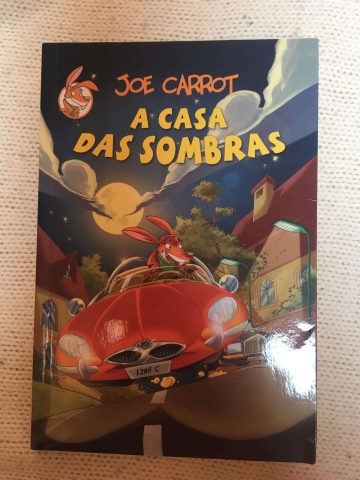 JOE CARROT
A CASA
DAS SOMBRAS
1205 C